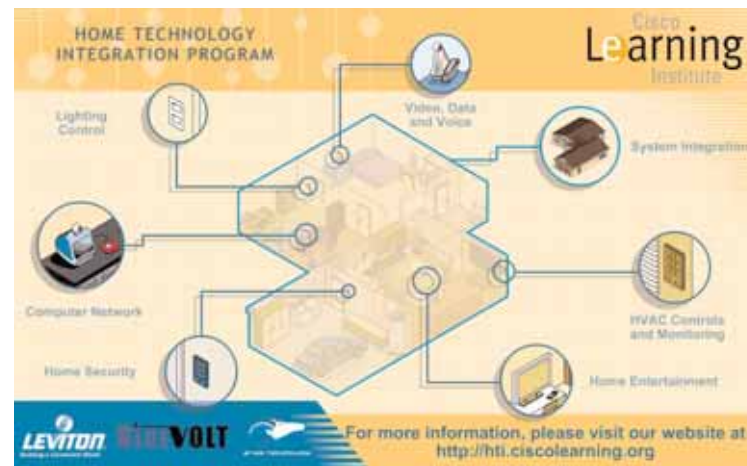 HOME TECHNOLOGY
INTEGRATION PROGRAM
Cisco
Learning
Institute
Lighting
Control
Video, Data
and Voice
System Integration
Computer Network
HVAC Controls
and Monitoring
Home Security
Home Entertainment
LEVITON
BLUEVOLT
For more information, please visit our website at
http://hti.ciscolearning.org